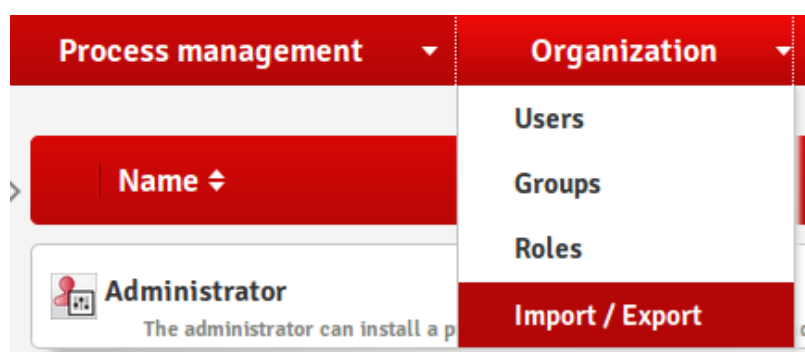 Process management
Organization
Users
Name
Groups
Roles
Administrator
Import / Export
The administrator can install a